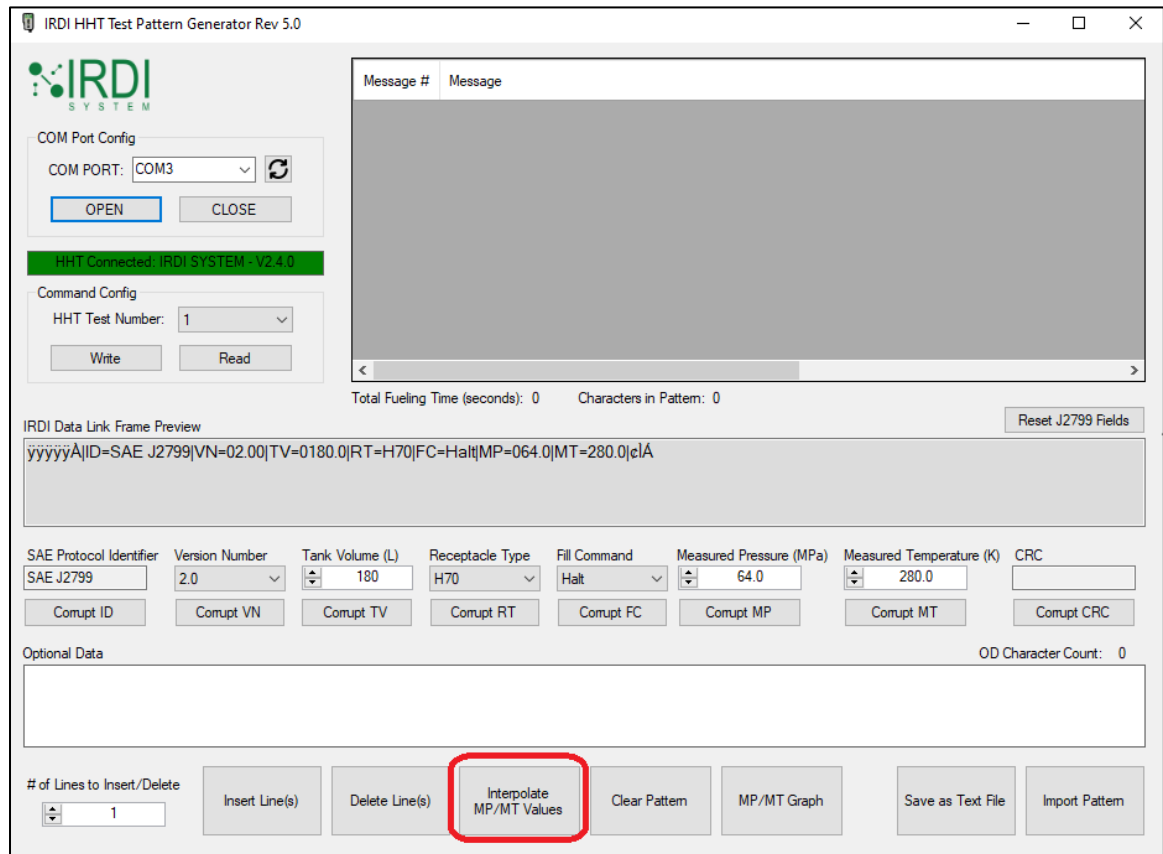 IRDI HHT Test Pattern Generator Rev 5.0
IRDI
SYSTEM
Message # Message
COM Port Config
COM PORT: COM3
OPEN CLOSE
HHT Connected: IRDI SYSTEM - V2.4.0
Command Config
HHT Test Number: 1
Write Read
Total Fueling Time (seconds): 0 Characters in Pattern: 0
Reset J2799 Fields
IRDI Data Link Frame Preview
ÿÿÿÿÿÀ|ID=SAE J2799|VN=02.00|TV=0180.0|RT=H70|FC=Halt|MP=064.0|MT=280.0|¢ÌÁ
SAE Protocol Identifier Version Number Tank Volume (L) Receptacle Type Fill Command Measured Pressure (MPa) Measured Temperature (K) CRC
SAE J2799 2.0 180 H70 Halt 64.0 280.0
Corrupt ID Corrupt VN Corrupt TV Corrupt RT Corrupt FC Corrupt MP Corrupt MT Corrupt CRC
Optional Data OD Character Count: 0
# of Lines to Insert/Delete
1
Insert Line(s) Delete Line(s)
Interpolate
MP/MT Values
Clear Pattern MP/MT Graph Save as Text File Import Pattern